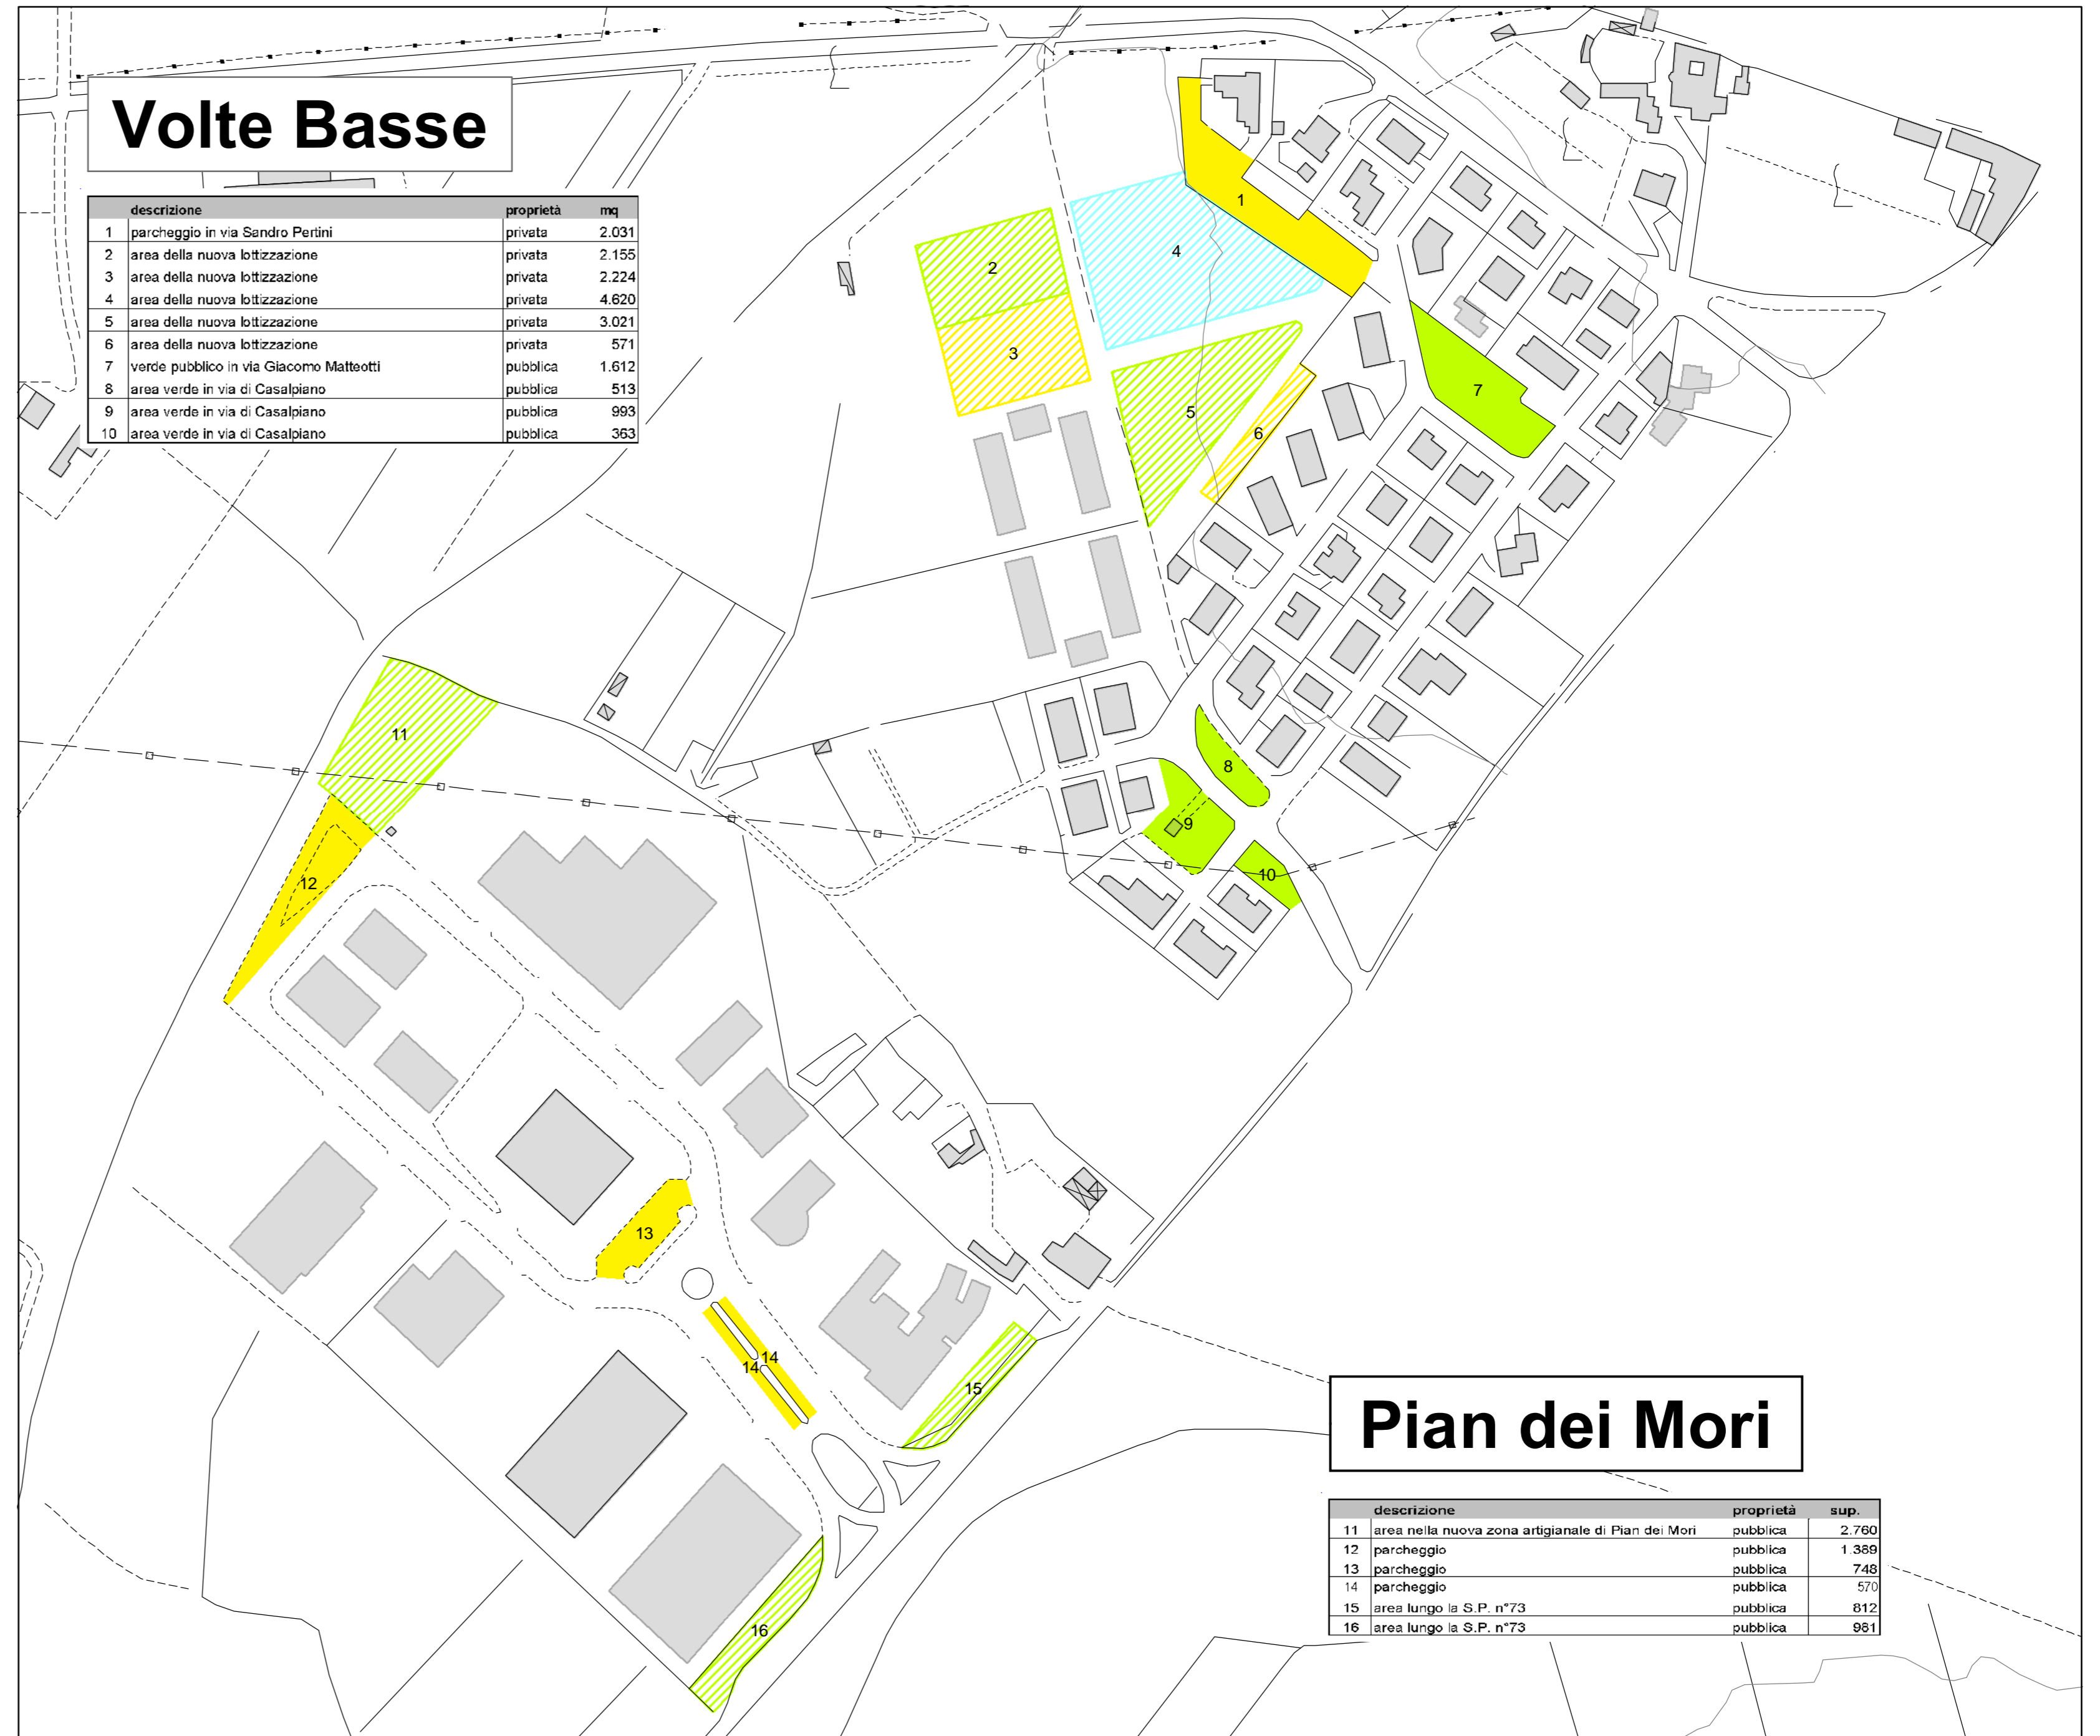 Volte Basse
descrizione proprietà mq
1 parcheggio in via Sandro Pertini privata 2.031
2 area della nuova lottizzazione privata 2.155
3 area della nuova lottizzazione privata 2.224
4 area della nuova lottizzazione privata 4.620
5 area della nuova lottizzazione privata 3.021
6 area della nuova lottizzazione privata 571
7 verde pubblico in via Giacomo Matteotti pubblica 1.612
8 area verde in via di Casalpiano pubblica 513
9 area verde in via di Casalpiano pubblica 993
10 area verde in via di Casalpiano pubblica 363
1
4
2
3
7
5
6
11
8
9
10
12
13
14
14
15
16
Pian dei Mori
descrizione proprietà sup.
11 area nella nuova zona artigianale di Pian dei Mori pubblica 2.760
12 parcheggio pubblica 1.389
13 parcheggio pubblica 748
14 parcheggio pubblica 570
15 area lungo la S.P. n°73 pubblica 812
16 area lungo la S.P. n°73 pubblica 981